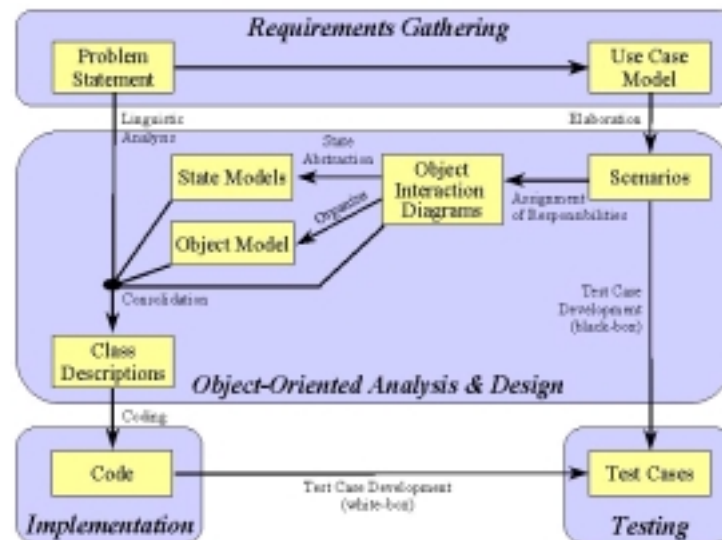 Requirements Gathering
Problem
Statement
Use Case
Model
Linguistic
Analysis
Elaboration
State
Abstraction
State Models
Object
Interaction
Diagrams
Scenarios
Assignment
of Responsibilities
Organize
Object Model
Consolidation
Test Case
Development
(black-box)
Class
Descriptions
Object-Oriented Analysis & Design
Coding
Code
Test Case Development
(white-box)
Test Cases
Implementation
Testing